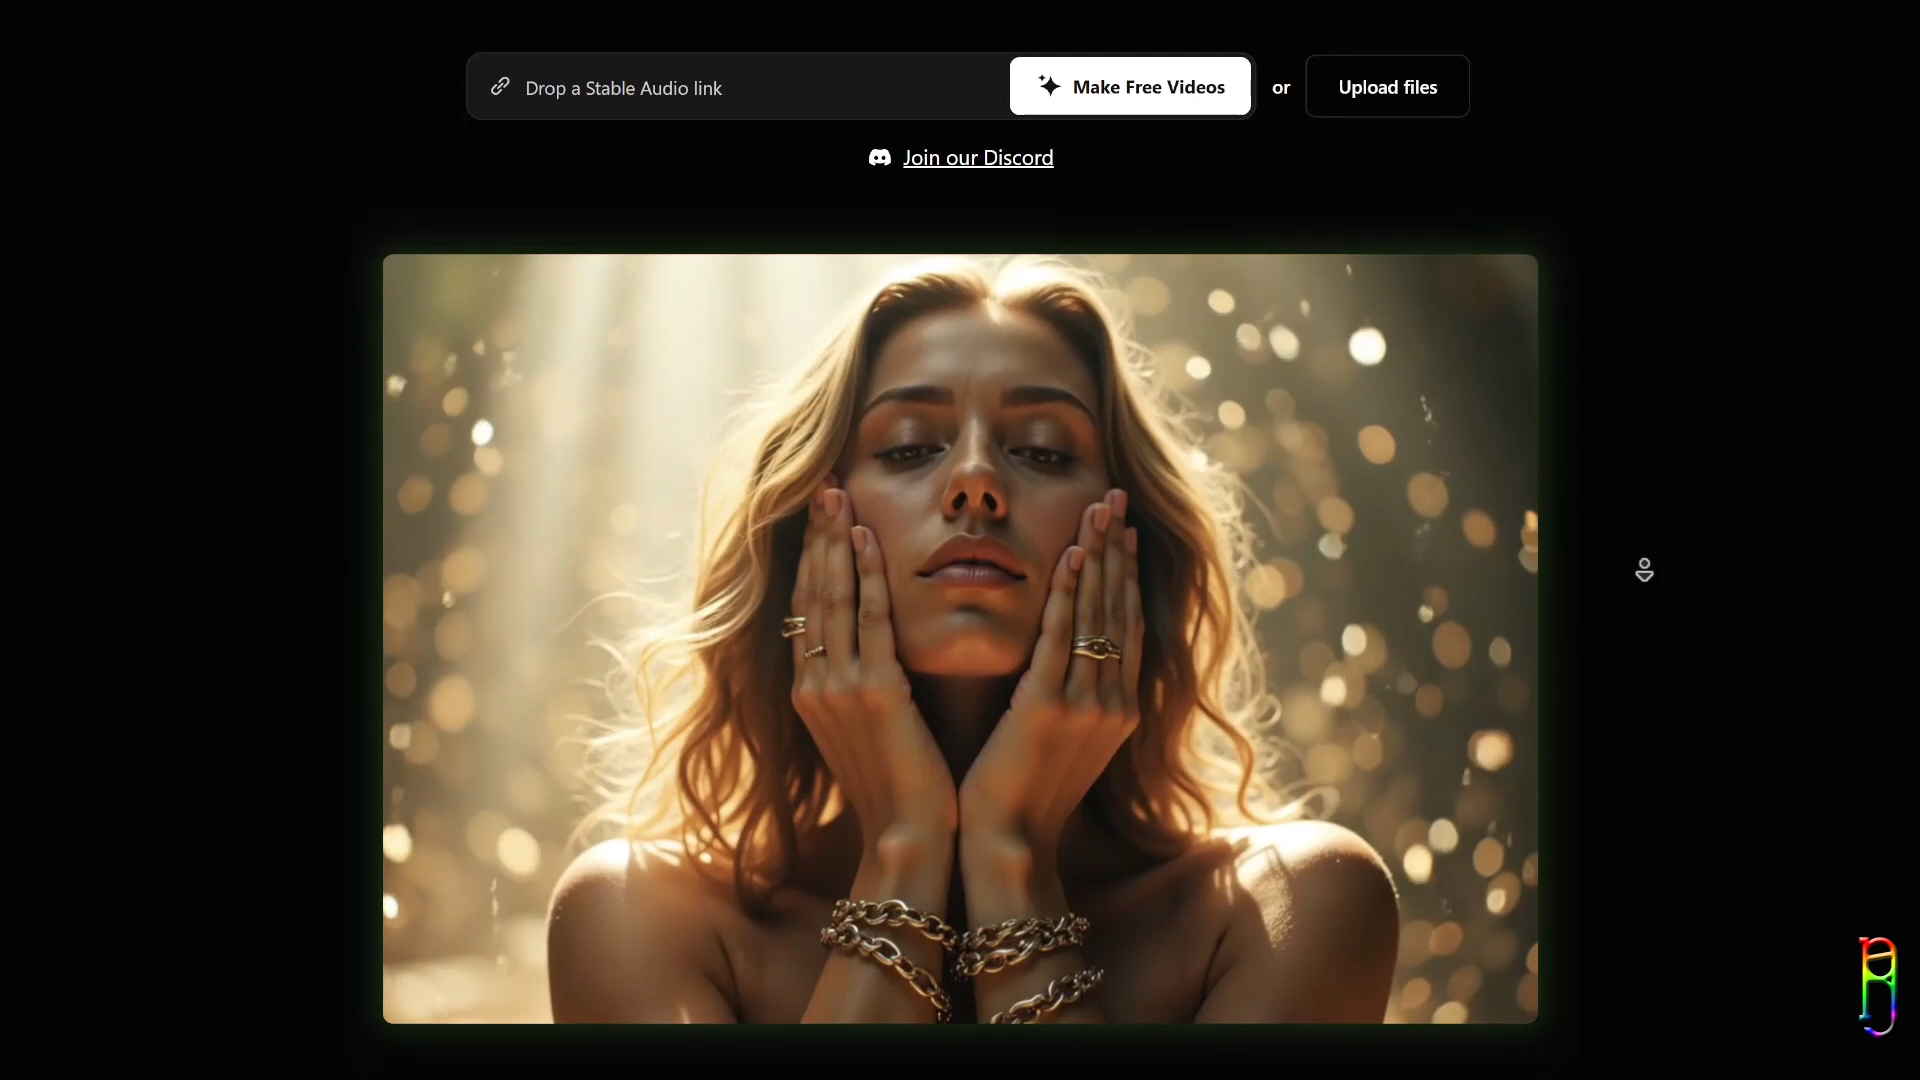 Drop a Stable Audio link
Make Free Videos
or
Upload files
Join our Discord